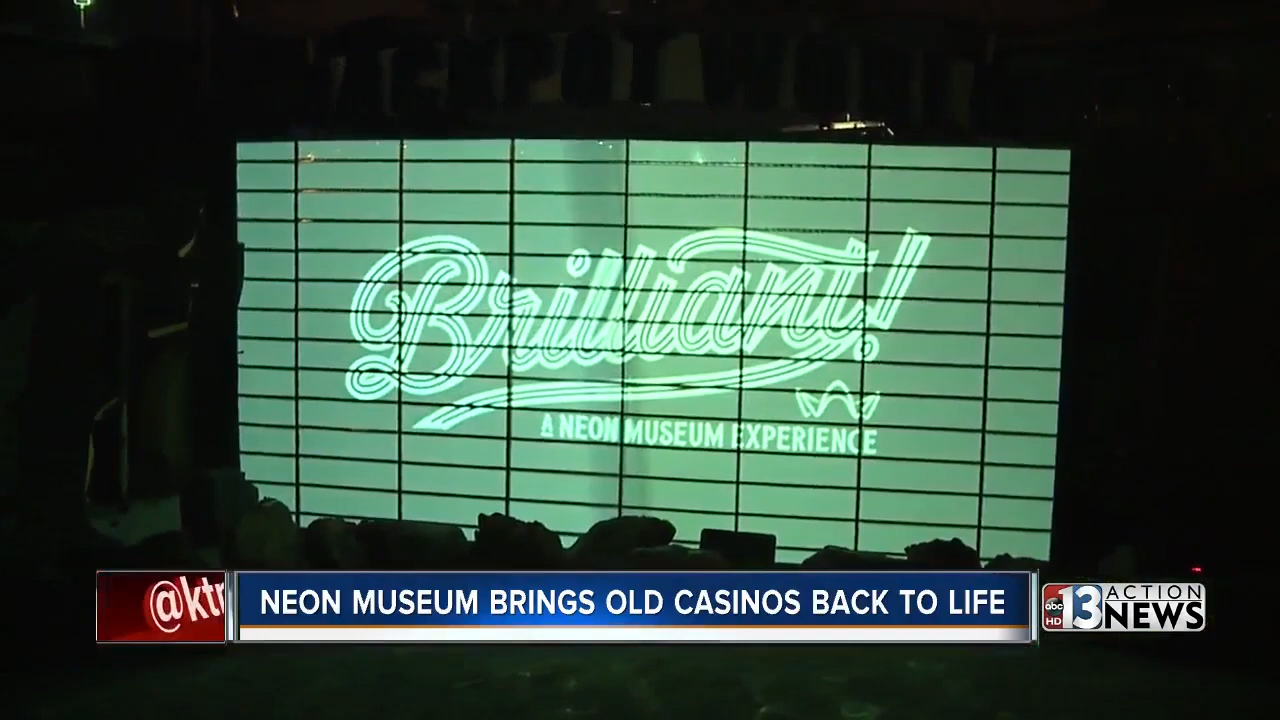 Brilliant!
A NEON MUSEUM EXPERIENCE
@ktn
NEON MUSEUM BRINGS OLD CASINOS BACK TO LIFE
abc
HD
13
ACTION
NEWS